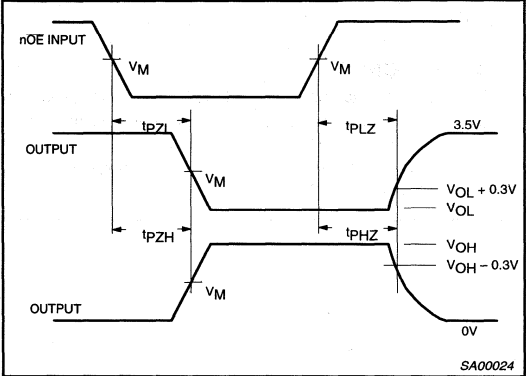 nOE INPUT
VM
VM
tPZL
tPLZ
3.5V
OUTPUT
VM
VOL + 0.3V
VOL
tPZH
tPHZ
VOH
VOH – 0.3V
VM
OUTPUT
0V
SA00024